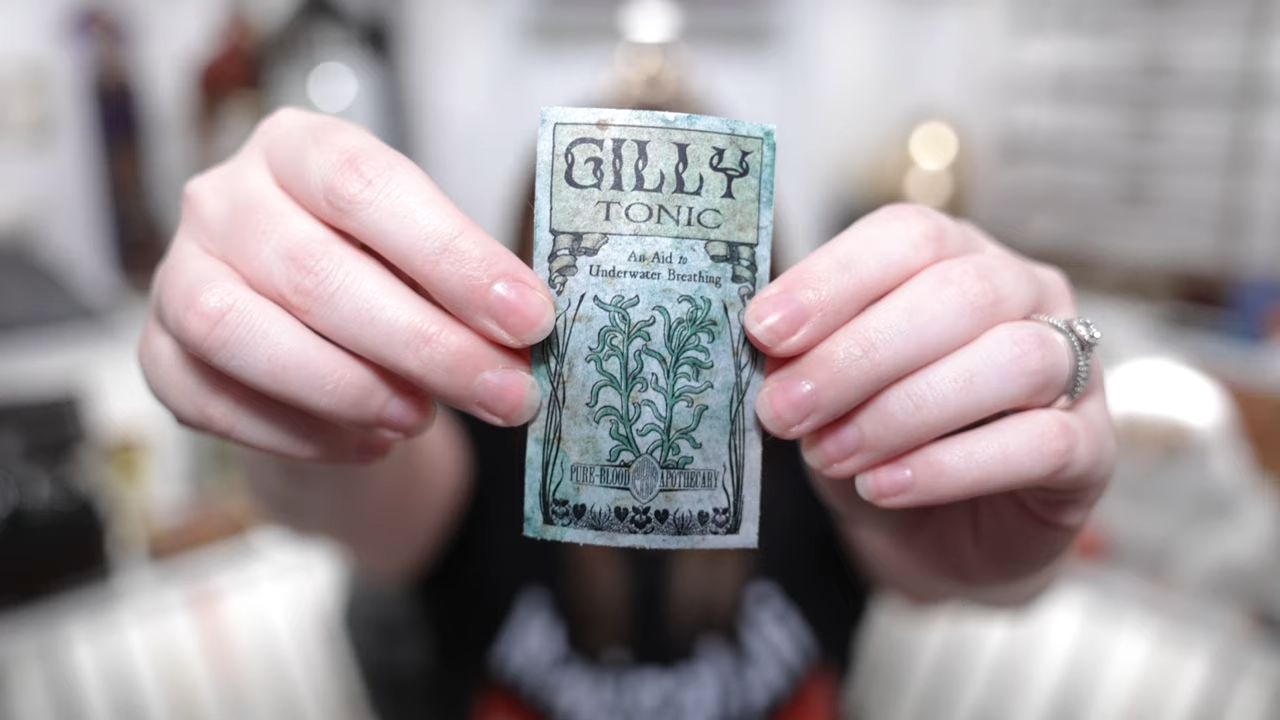 GILLY
TONIC
An Aid to
Underwater Breathing
PURE-BLOOD APOTHECARY